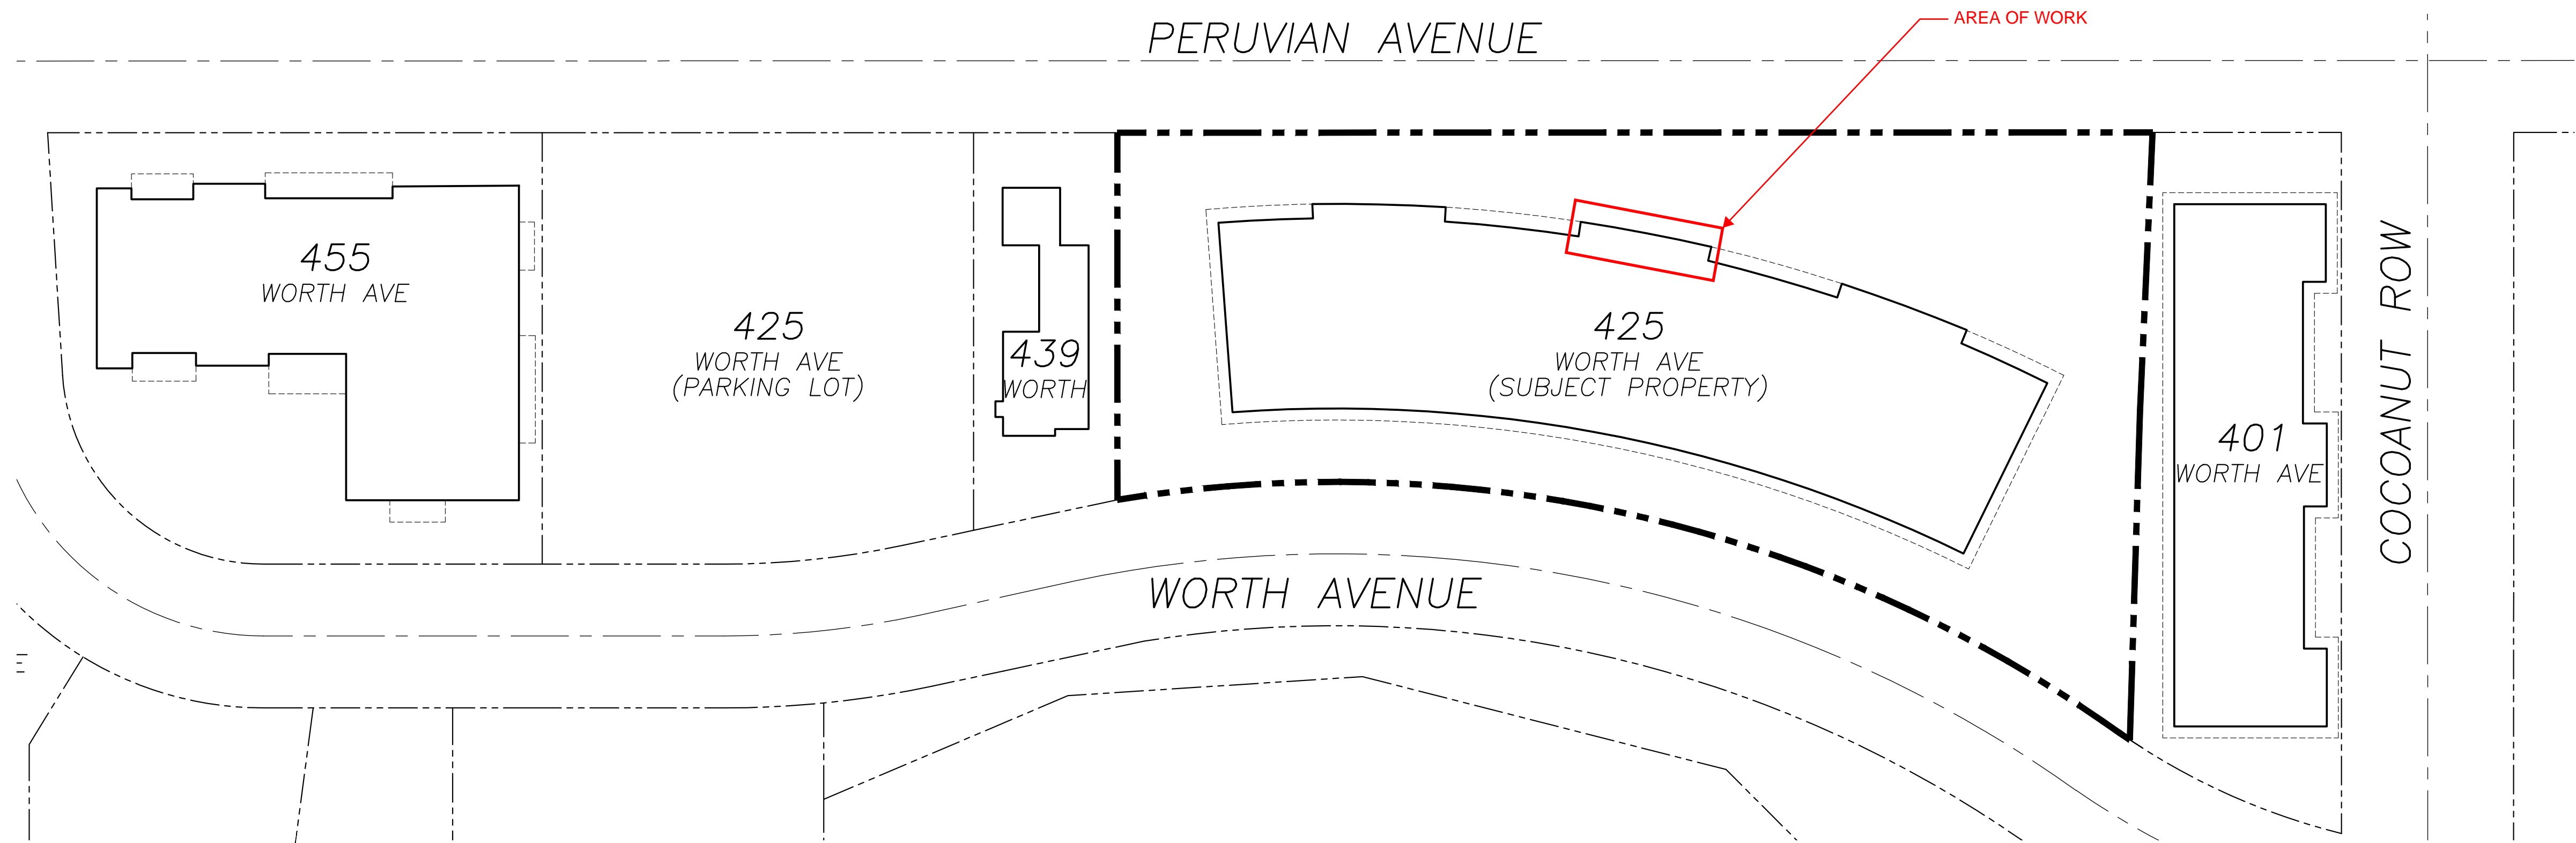 PERUVIAN AVENUE
AREA OF WORK
455
WORTH AVE
425
WORTH AVE
(PARKING LOT)
439
WORTH
425
WORTH AVE
(SUBJECT PROPERTY)
401
WORTH AVE
COCOANUT ROW
WORTH AVENUE
E